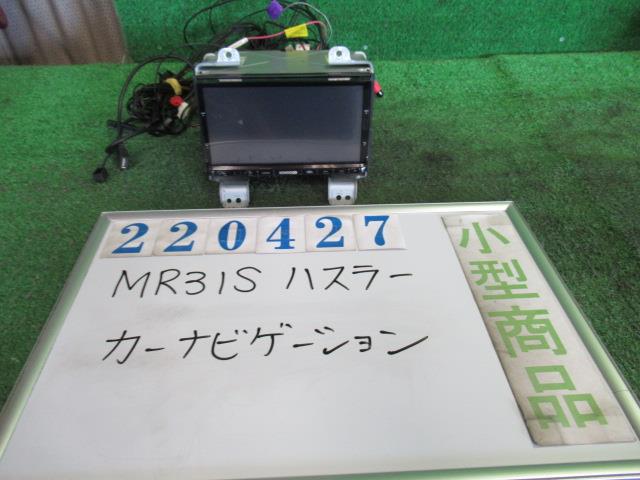 KENWOOD
220427
MR31S ハスラー
カーナビゲーション
小型商品